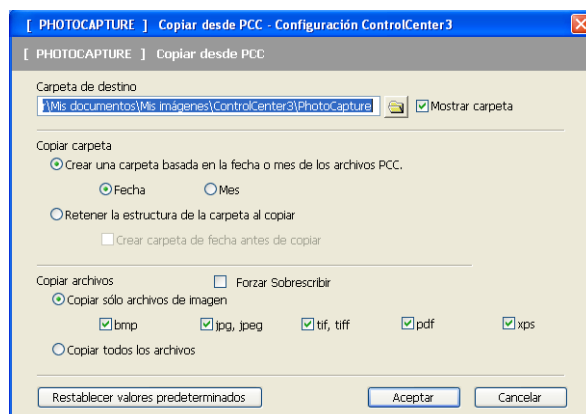 [ PHOTOCAPTURE ] Copiar desde PCC - Configuración ControlCenter3
[ PHOTOCAPTURE ] Copiar desde PCC
Carpeta de destino
\Mis documentos\Mis imágenes\ControlCenter3\PhotoCapture Mostrar carpeta
Copiar carpeta
Crear una carpeta basada en la fecha o mes de los archivos PCC.
Fecha Mes
Retener la estructura de la carpeta al copiar
Crear carpeta de fecha antes de copiar
Copiar archivos Forzar Sobrescribir
Copiar sólo archivos de imagen
bmp jpg, jpeg tif, tiff pdf xps
Copiar todos los archivos
Restablecer valores predeterminados Aceptar Cancelar